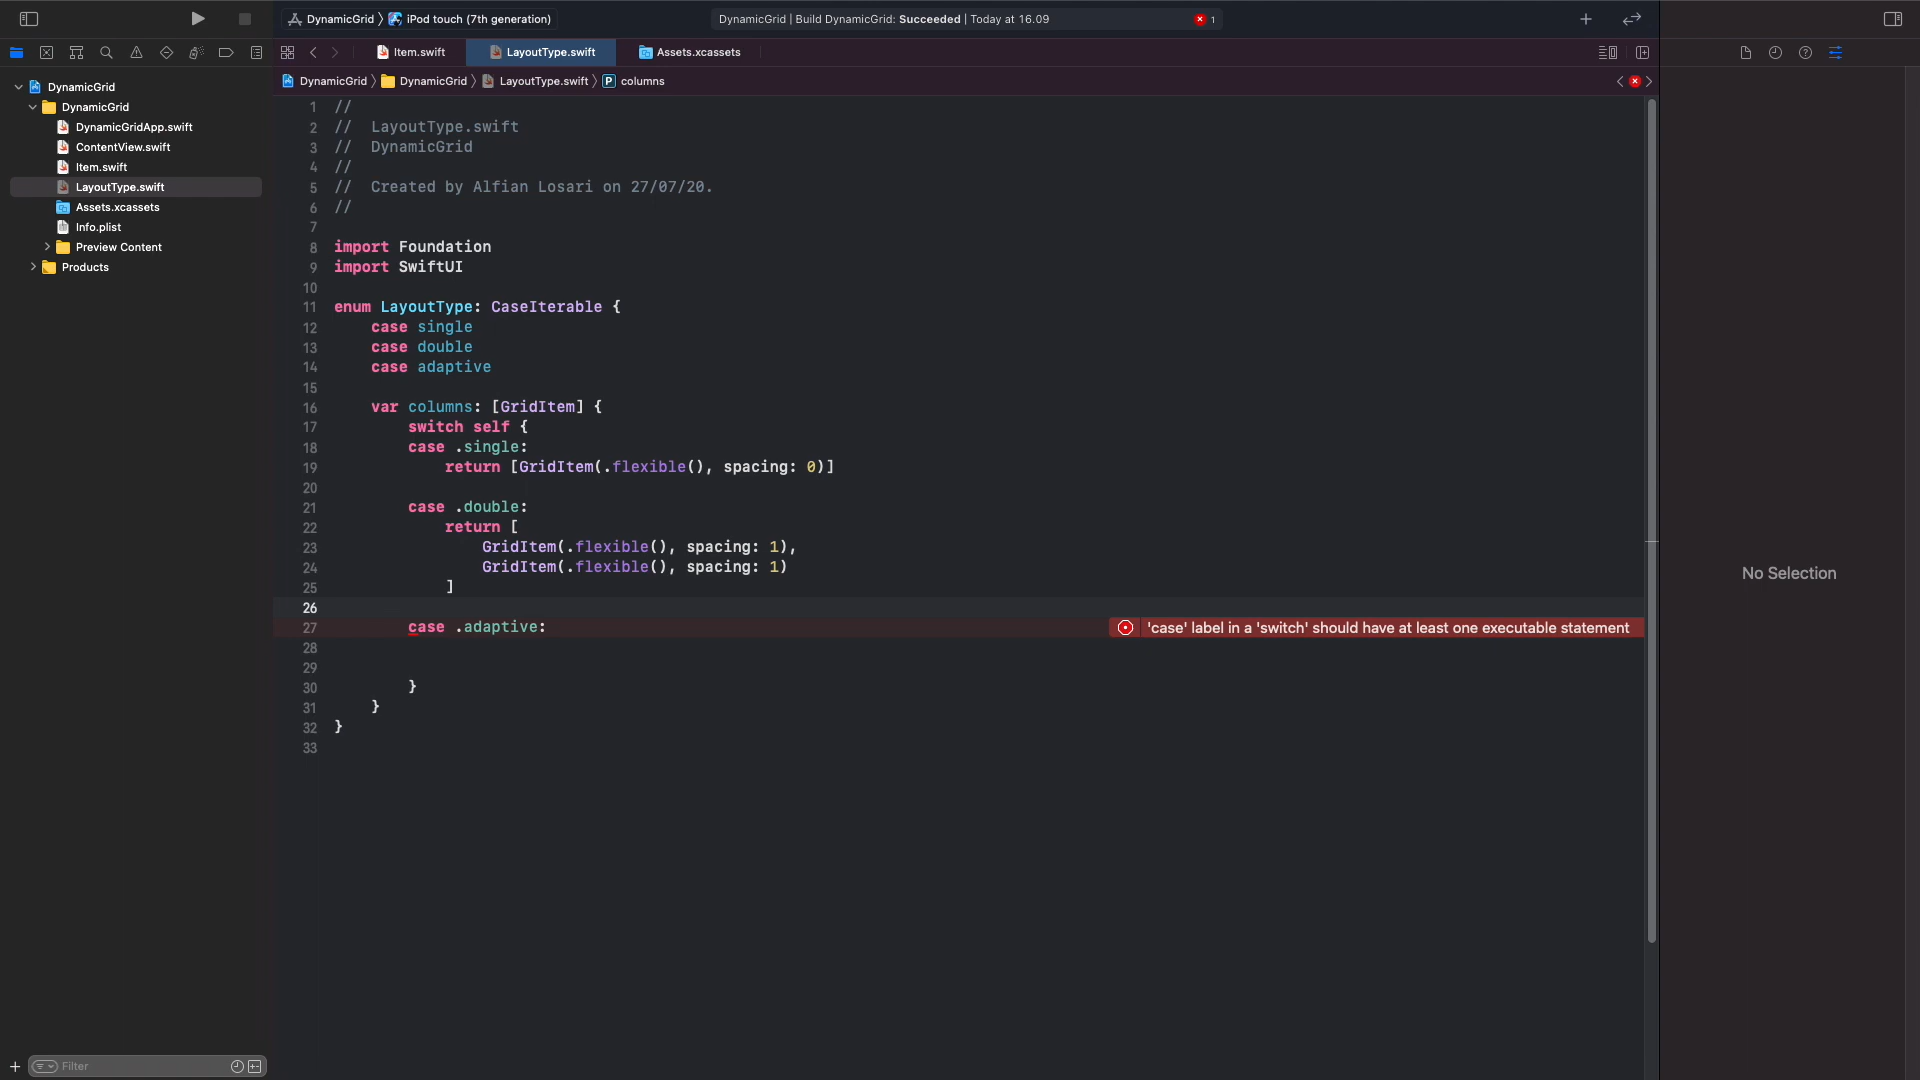 DynamicGrid iPod touch (7th generation) DynamicGrid | Build DynamicGrid: Succeeded | Today at 16.09 1
Item.swift LayoutType.swift Assets.xcassets
DynamicGrid DynamicGrid LayoutType.swift P columns
DynamicGrid
DynamicGrid
DynamicGridApp.swift
ContentView.swift
Item.swift
LayoutType.swift
Assets.xcassets
Info.plist
Preview Content
Products
Filter
1 //
2 // LayoutType.swift
3 // DynamicGrid
4 //
5 // Created by Alfian Losari on 27/07/20.
6 //
7
8 import Foundation
9 import SwiftUI
10
11 enum LayoutType: CaseIterable {
12 case single
13 case double
14 case adaptive
15
16 var columns: [GridItem] {
17 switch self {
18 case .single:
19 return [GridItem(.flexible(), spacing: 0)]
20
21 case .double:
22 return [
23 GridItem(.flexible(), spacing: 1),
24 GridItem(.flexible(), spacing: 1)
25 ]
26
27 case .adaptive: 'case' label in a 'switch' should have at least one executable statement
28
29
30 }
31 }
32 }
33
No Selection